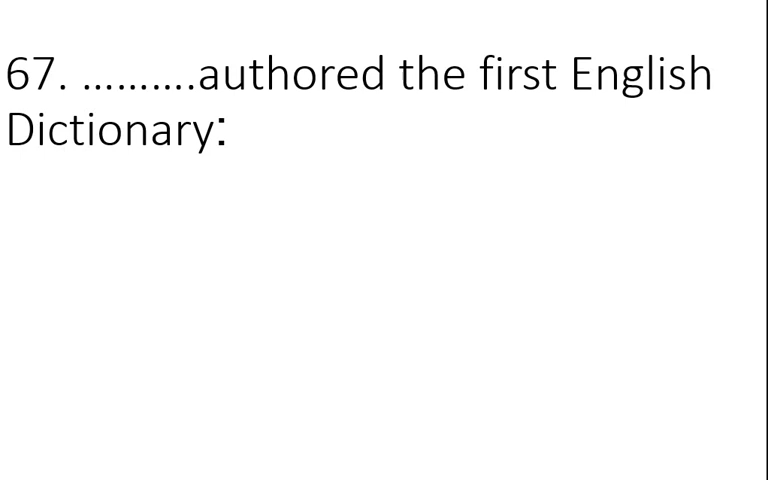 67. ..........authored the first English
Dictionary: